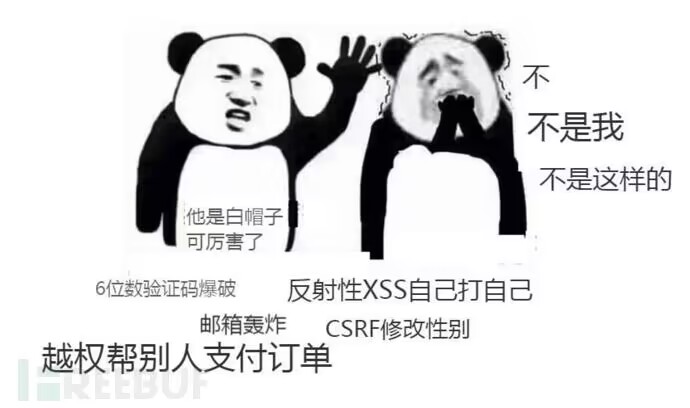 不
不是我
不是这样的
他是白帽子
可厉害了
6位数验证码爆破
反射性XSS自己打自己
邮箱轰炸
CSRF修改性别
越权帮别人支付订单
FREEBUF